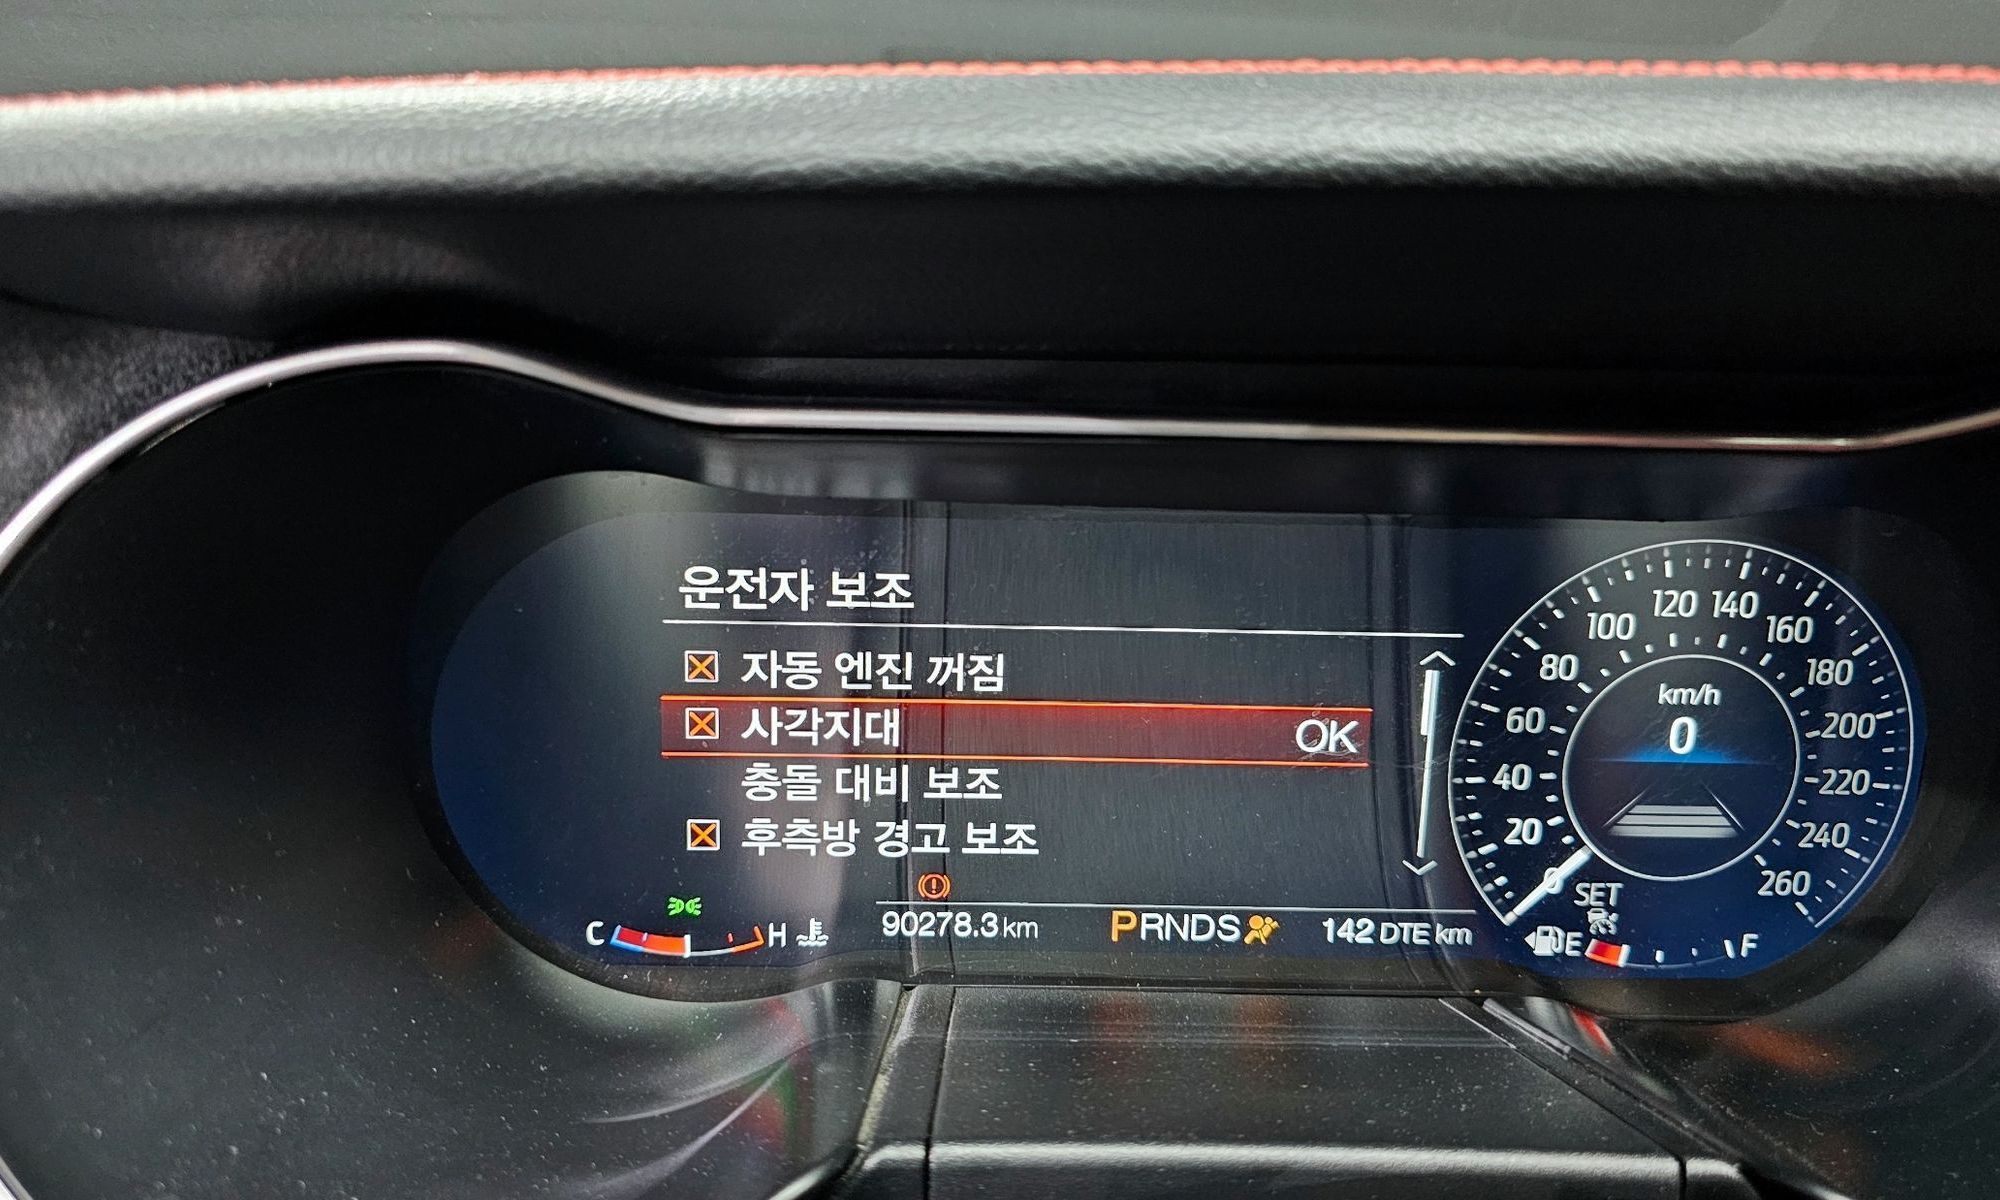 운전자 보조
자동 엔진 꺼짐
사각지대 OK
충돌 대비 보조
후측방 경고 보조
C H
90278.3 km
PRNDS
142 DTE km
km/h
0
0 20 40 60 80 100 120 140 160 180 200 220 240 260
SET
E F